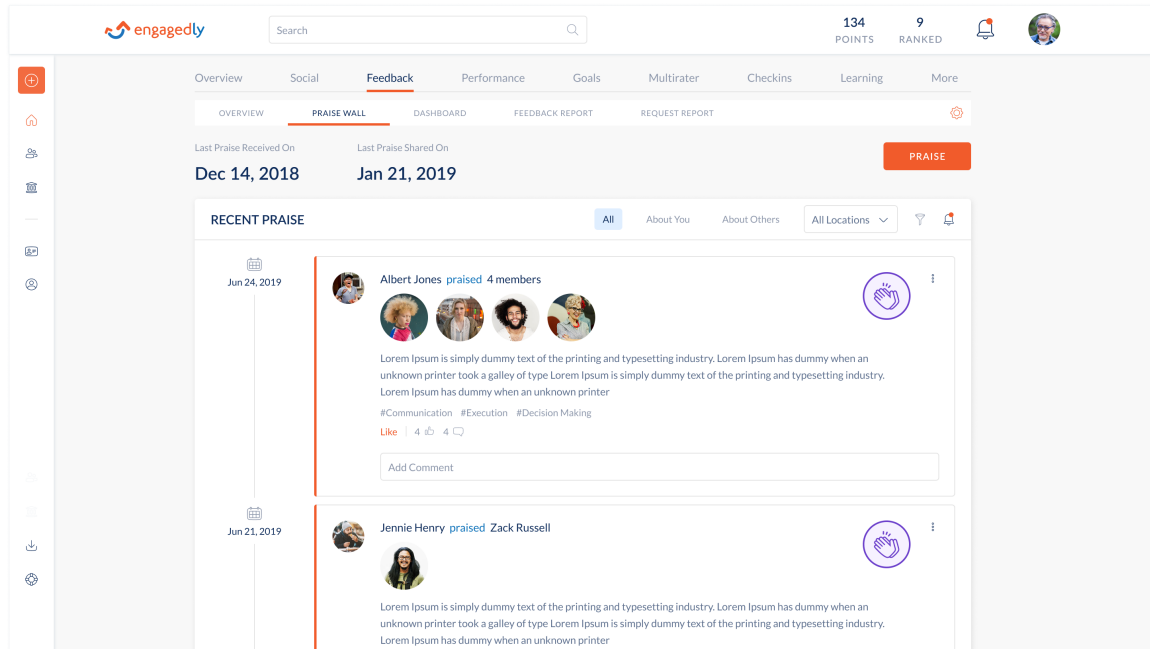 engagedly
Search
134
POINTS
9
RANKED
Overview Social Feedback Performance Goals Multirater Checkins Learning More
OVERVIEW PRAISE WALL DASHBOARD FEEDBACK REPORT REQUEST REPORT
Last Praise Received On
Dec 14, 2018
Last Praise Shared On
Jan 21, 2019
PRAISE
RECENT PRAISE
All About You About Others All Locations
Jun 24, 2019
Albert Jones praised 4 members
Lorem Ipsum is simply dummy text of the printing and typesetting industry. Lorem Ipsum has dummy when an
unknown printer took a galley of type Lorem Ipsum is simply dummy text of the printing and typesetting industry.
Lorem Ipsum has dummy when an unknown printer
#Communication #Execution #Decision Making
Like 4 4
Add Comment
Jun 21, 2019
Jennie Henry praised Zack Russell
Lorem Ipsum is simply dummy text of the printing and typesetting industry. Lorem Ipsum has dummy when an
unknown printer took a galley of type Lorem Ipsum is simply dummy text of the printing and typesetting industry.
Lorem Ipsum has dummy when an unknown printer